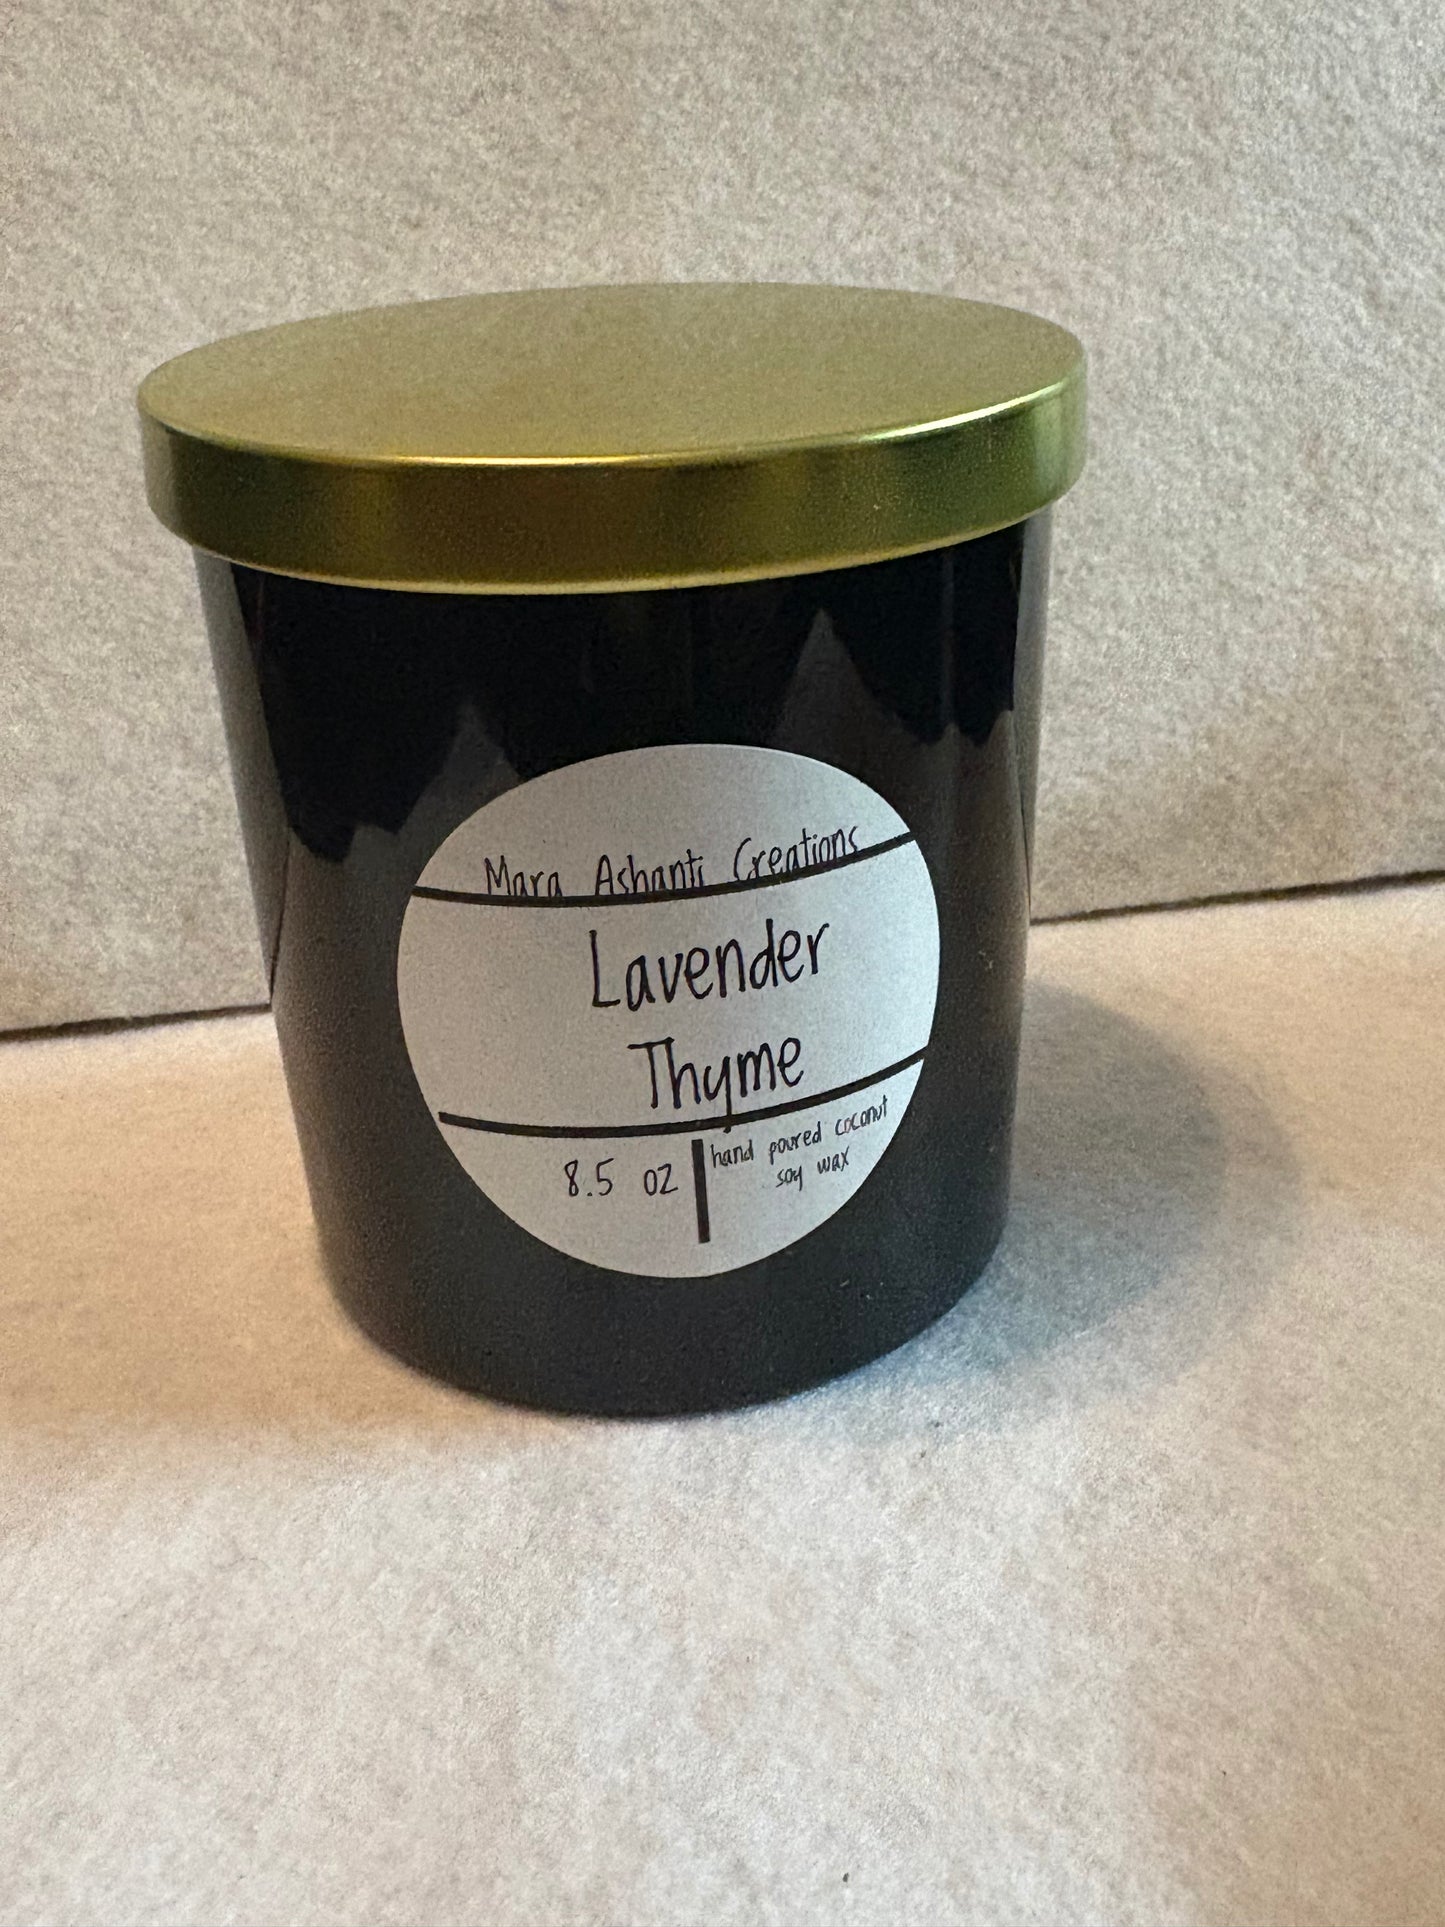 Mara Ashanti Creations
Lavender
Thyme
8.5 oz
hand poured coconut
soy wax